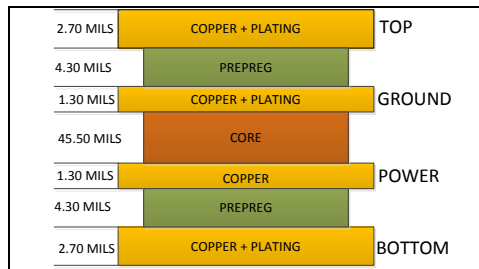 2.70 MILS COPPER + PLATING TOP
4.30 MILS PREPREG
1.30 MILS COPPER + PLATING GROUND
45.50 MILS CORE
1.30 MILS COPPER POWER
4.30 MILS PREPREG
2.70 MILS COPPER + PLATING BOTTOM